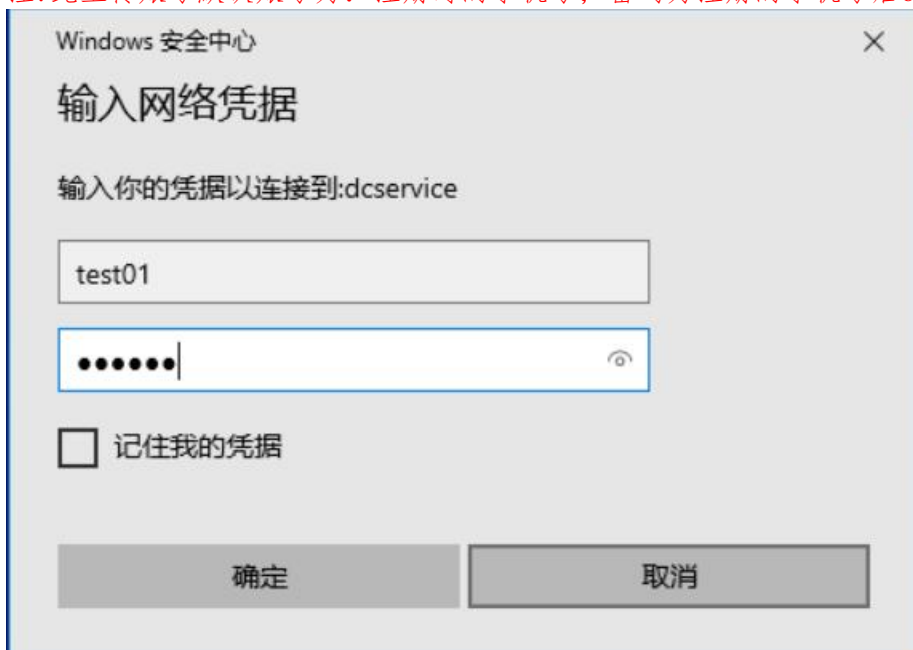 Windows 安全中心
输入网络凭据
输入你的凭据以连接到:dcservice
test01
••••••
记住我的凭据
确定
取消